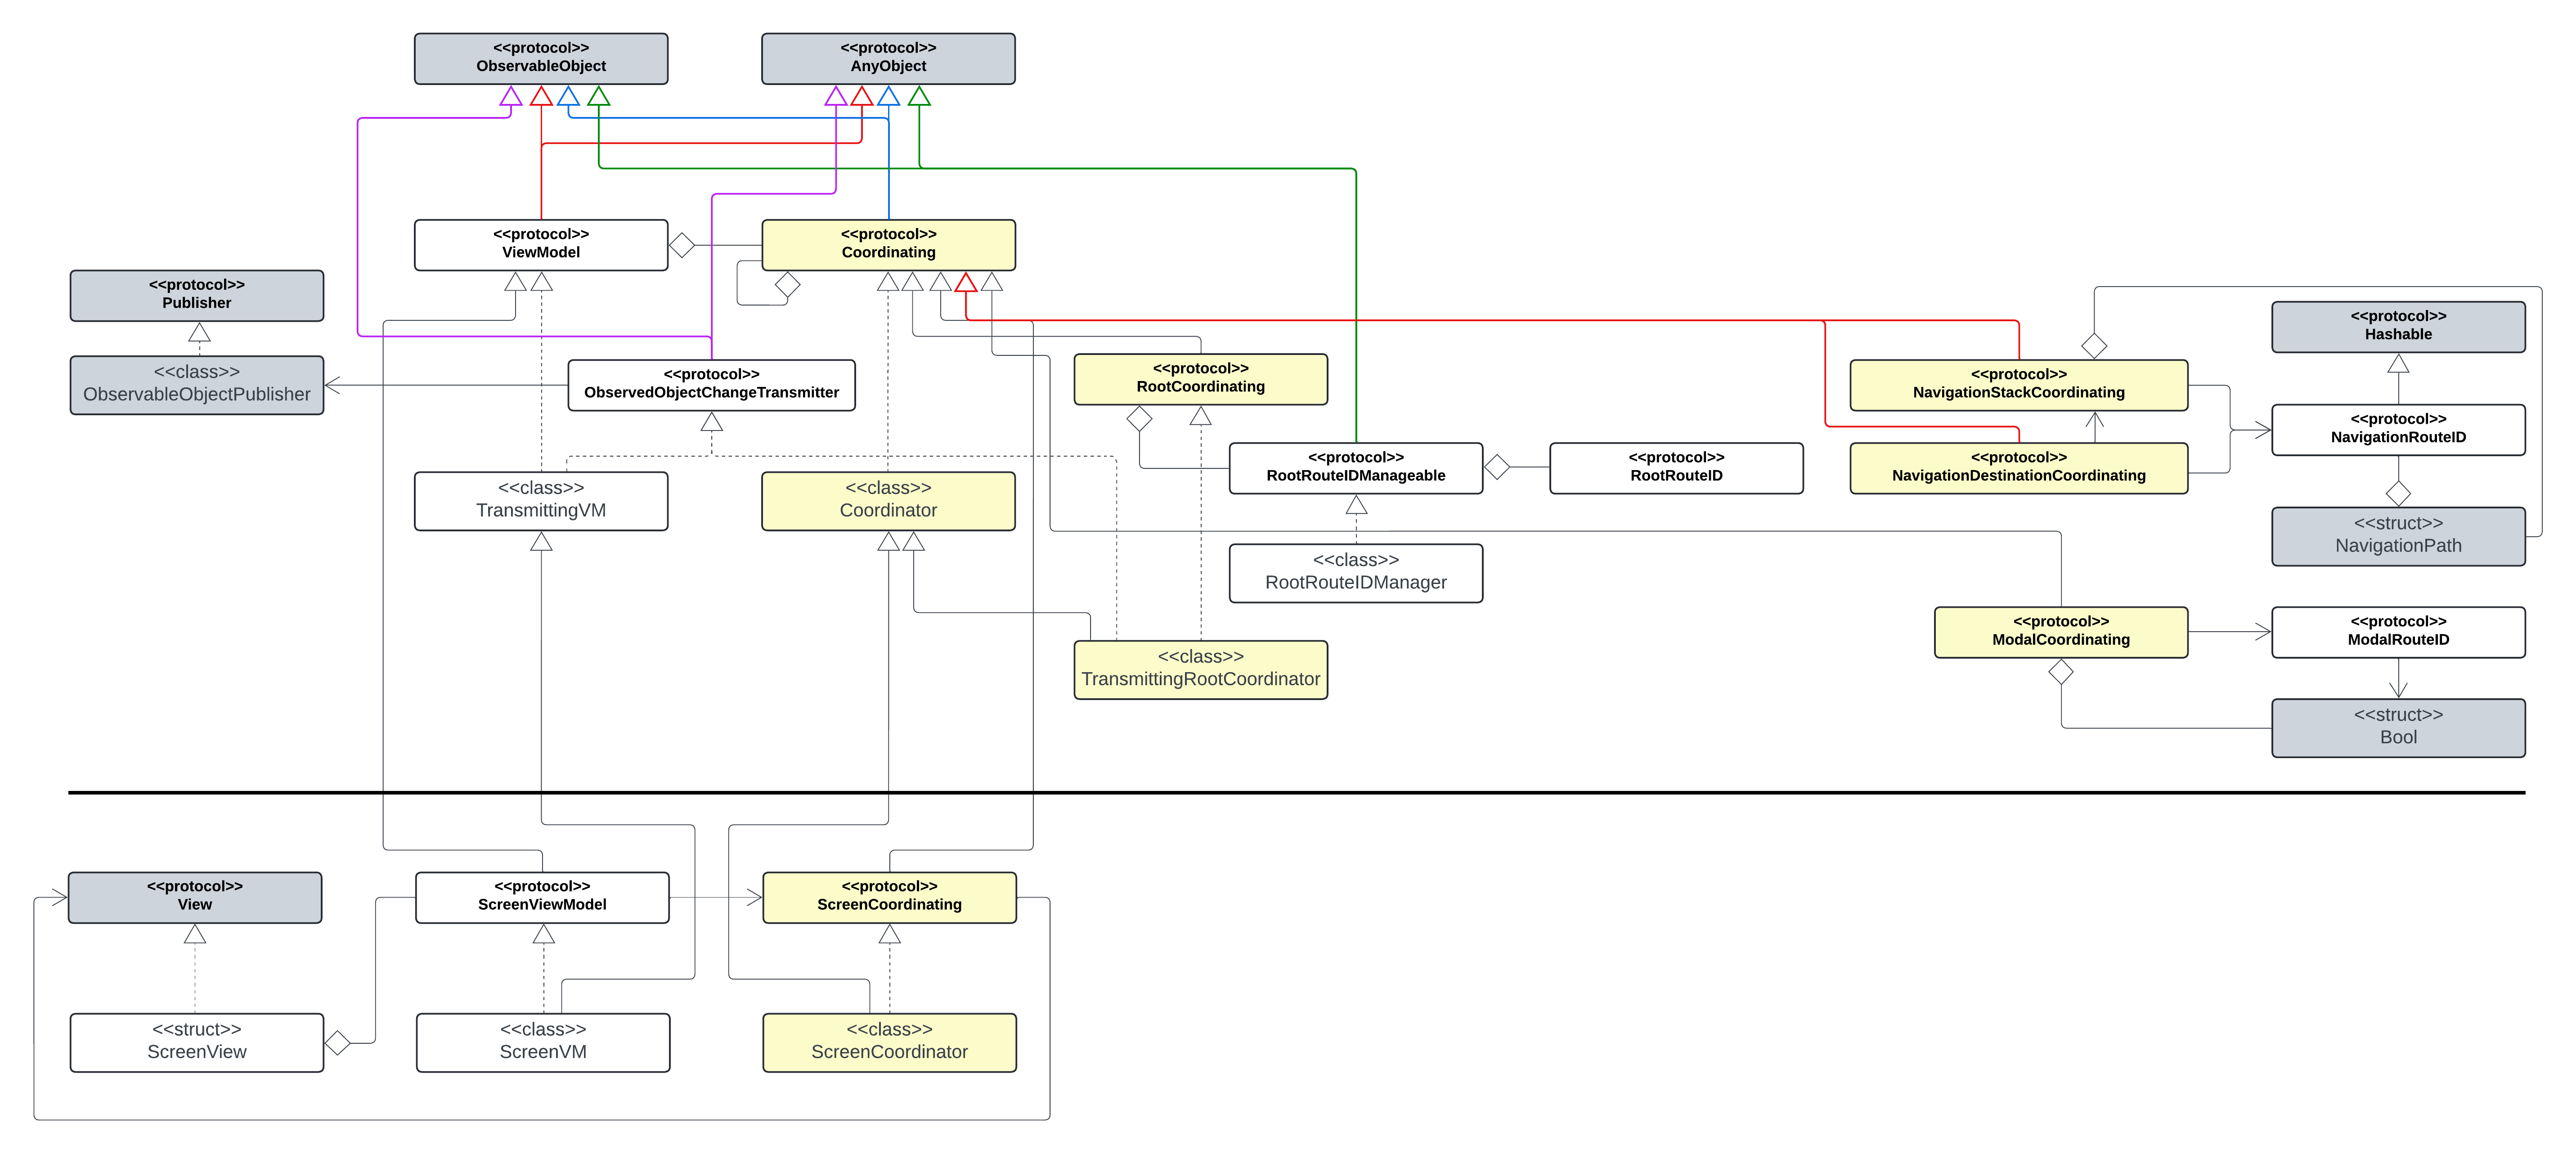 <<protocol>>
ObservableObject
<<protocol>>
AnyObject
<<protocol>>
ViewModel
<<protocol>>
Coordinating
<<protocol>>
Publisher
<<class>>
ObservableObjectPublisher
<<protocol>>
ObservedObjectChangeTransmitter
<<protocol>>
RootCoordinating
<<protocol>>
NavigationStackCoordinating
<<protocol>>
Hashable
<<protocol>>
NavigationRouteID
<<class>>
TransmittingVM
<<class>>
Coordinator
<<protocol>>
RootRouteIDManageable
<<protocol>>
RootRouteID
<<protocol>>
NavigationDestinationCoordinating
<<struct>>
NavigationPath
<<class>>
RootRouteIDManager
<<class>>
TransmittingRootCoordinator
<<protocol>>
ModalCoordinating
<<protocol>>
ModalRouteID
<<struct>>
Bool
<<protocol>>
View
<<protocol>>
ScreenViewModel
<<protocol>>
ScreenCoordinating
<<struct>>
ScreenView
<<class>>
ScreenVM
<<class>>
ScreenCoordinator